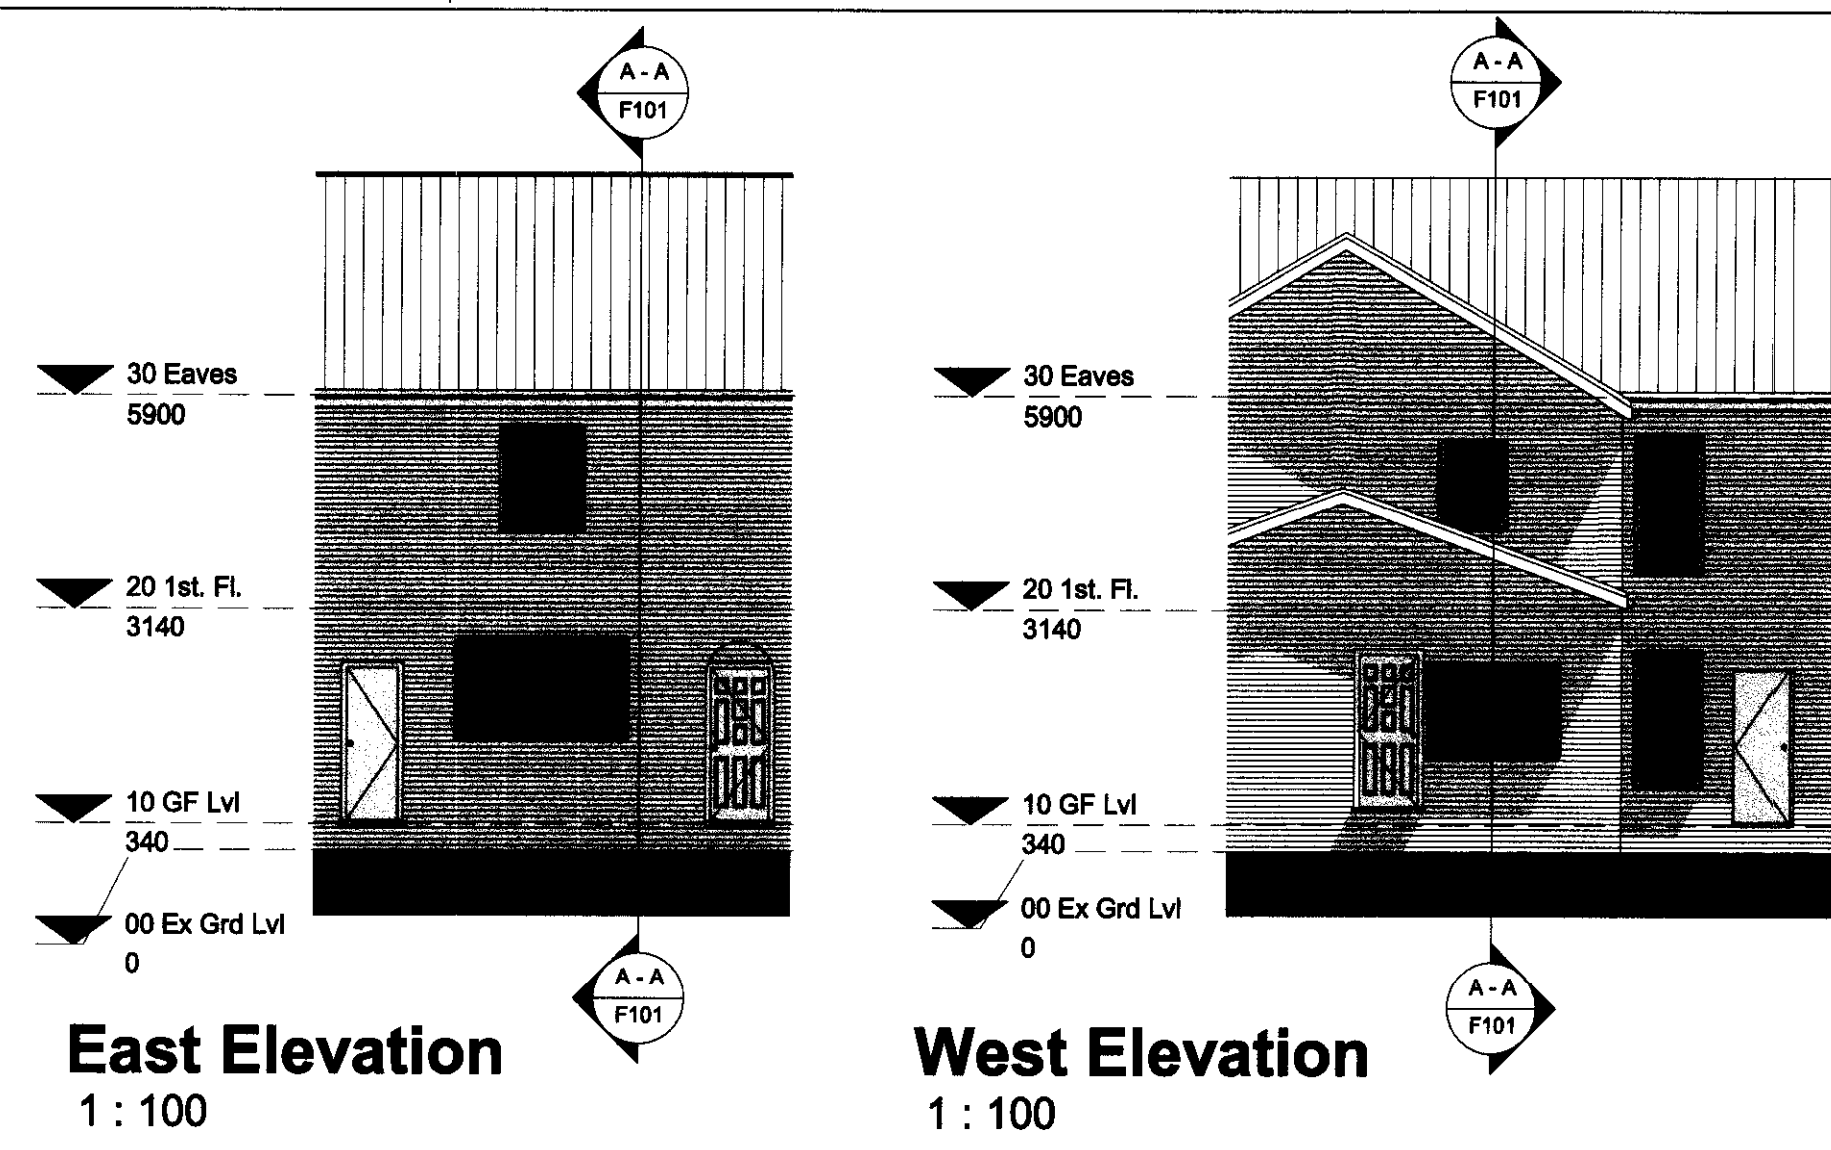 A - A
F101
30 Eaves
5900
20 1st. Fl.
3140
10 GF Lvl
340
00 Ex Grd Lvl
0
A - A
F101
East Elevation
1 : 100
A - A
F101
30 Eaves
5900
20 1st. Fl.
3140
10 GF Lvl
340
00 Ex Grd Lvl
0
A - A
F101
West Elevation
1 : 100